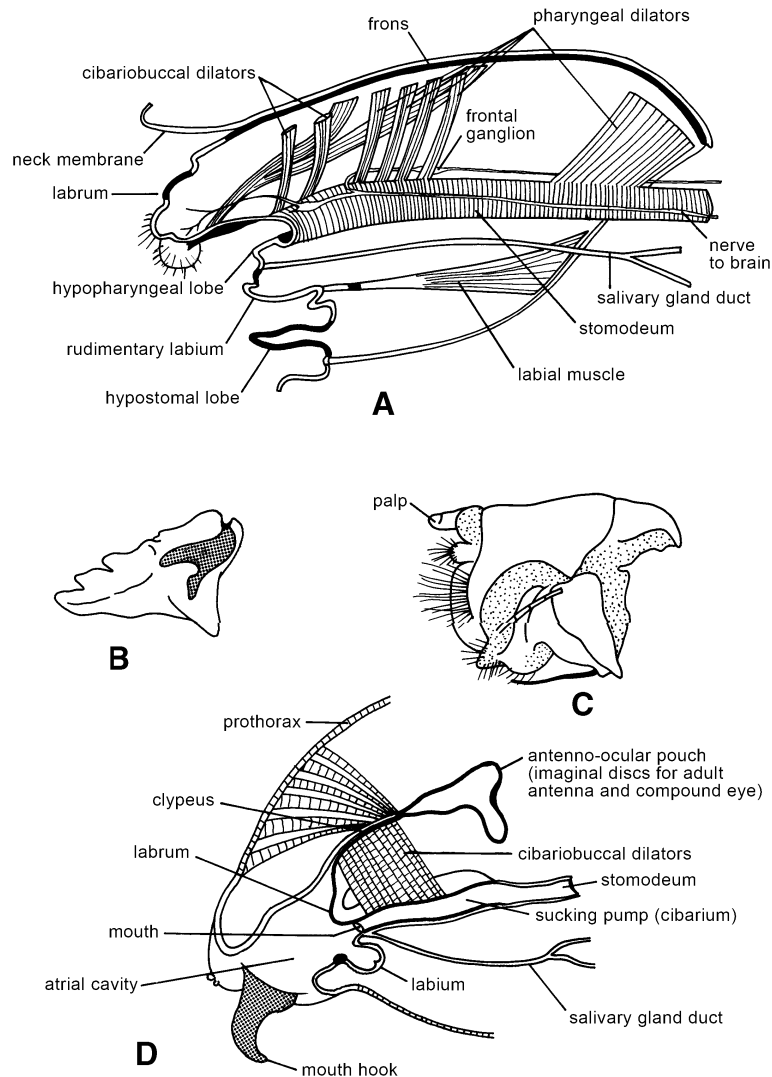 pharyngeal dilators
frons
cibariobuccal dilators
frontal
ganglion
neck membrane
labrum
nerve
to brain
hypopharyngeal lobe
salivary gland duct
stomodeum
rudimentary labium
labial muscle
hypostomal lobe
A
palp
B
C
prothorax
antenno-ocular pouch
(imaginal discs for adult
antenna and compound eye)
clypeus
labrum
cibariobuccal dilators
stomodeum
sucking pump (cibarium)
mouth
atrial cavity
labium
salivary gland duct
D
mouth hook